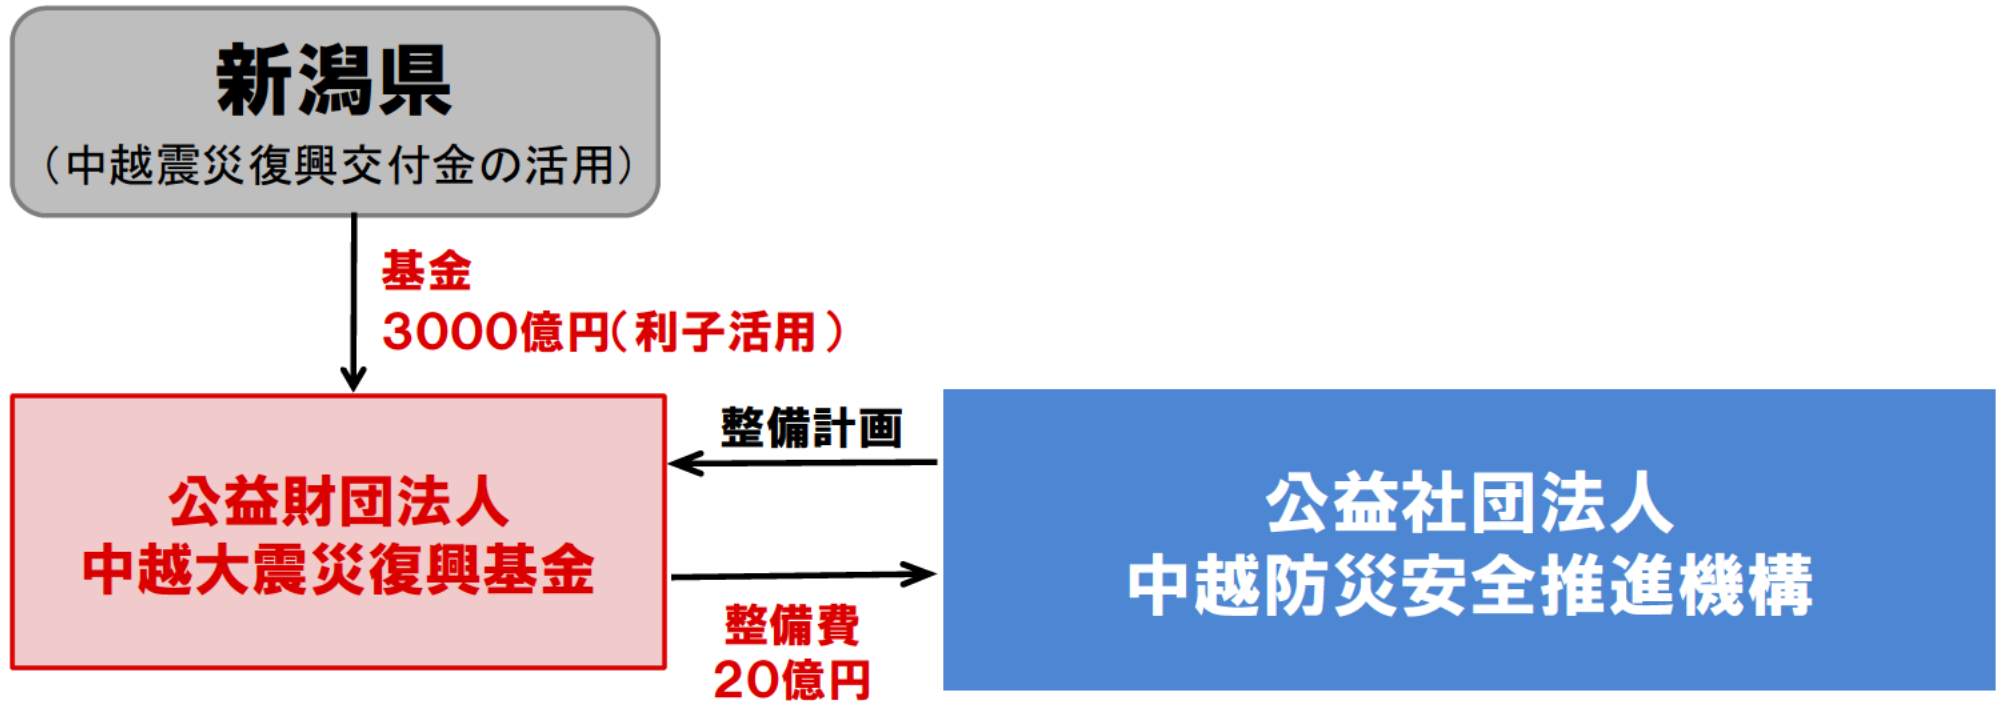 新潟県
（中越震災復興交付金の活用）
基金
3000億円（利子活用）
整備計画
公益財団法人
中越大震災復興基金
公益社団法人
中越防災安全推進機構
整備費
20億円